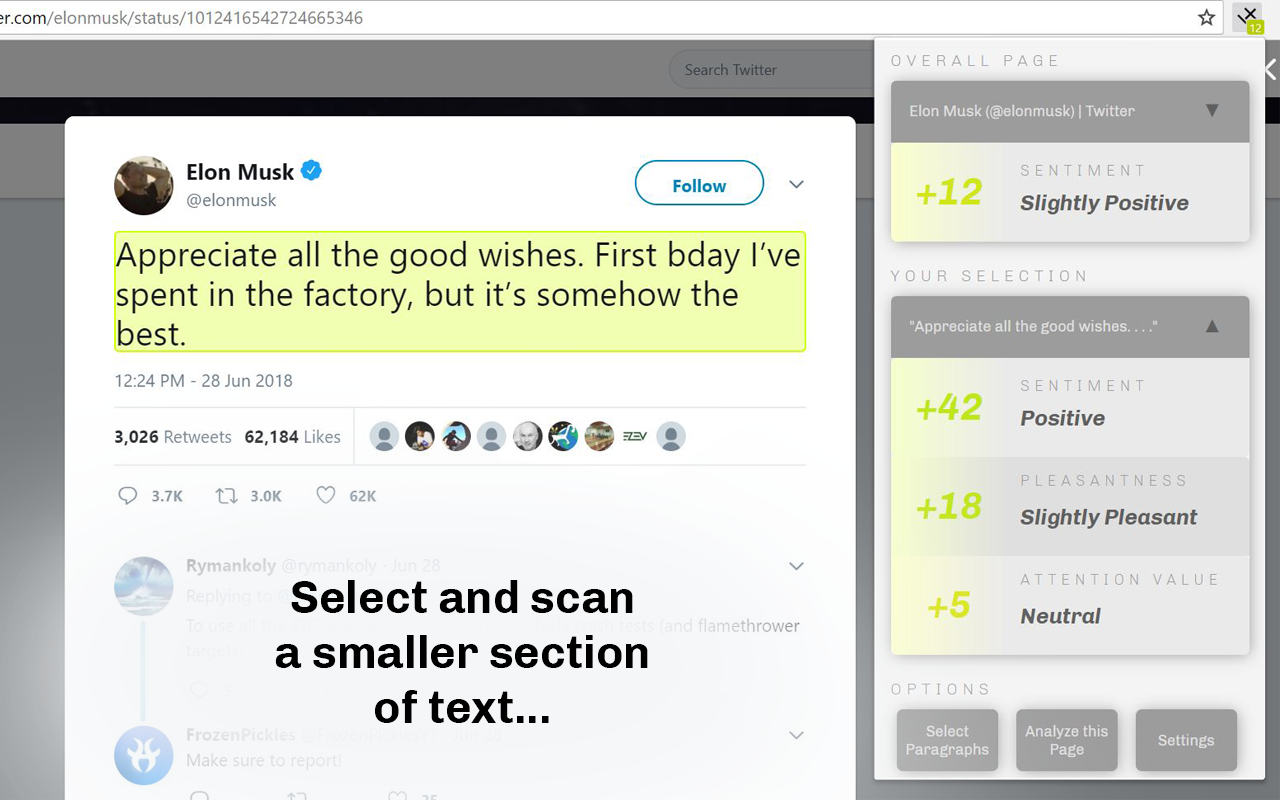 er.com/elonmusk/status/1012416542724665346
12
Search Twitter
Elon Musk
@elonmusk
Follow
Appreciate all the good wishes. First bday I’ve
spent in the factory, but it’s somehow the
best.
12:24 PM - 28 Jun 2018
3,026 Retweets 62,184 Likes
3.7K 3.0K 62K
Rymankoly @rymankoly · Jun 28
Replying to
To use all the
tests (and flamethrower
Select and scan
a smaller section
of text...
FrozenPickles
Make sure to report!
25
OVERALL PAGE
Elon Musk (@elonmusk) | Twitter ▼
+12
SENTIMENT
Slightly Positive
YOUR SELECTION
"Appreciate all the good wishes. . . ." ▲
+42
SENTIMENT
Positive
+18
PLEASANTNESS
Slightly Pleasant
+5
ATTENTION VALUE
Neutral
OPTIONS
Select
Paragraphs
Analyze this
Page
Settings